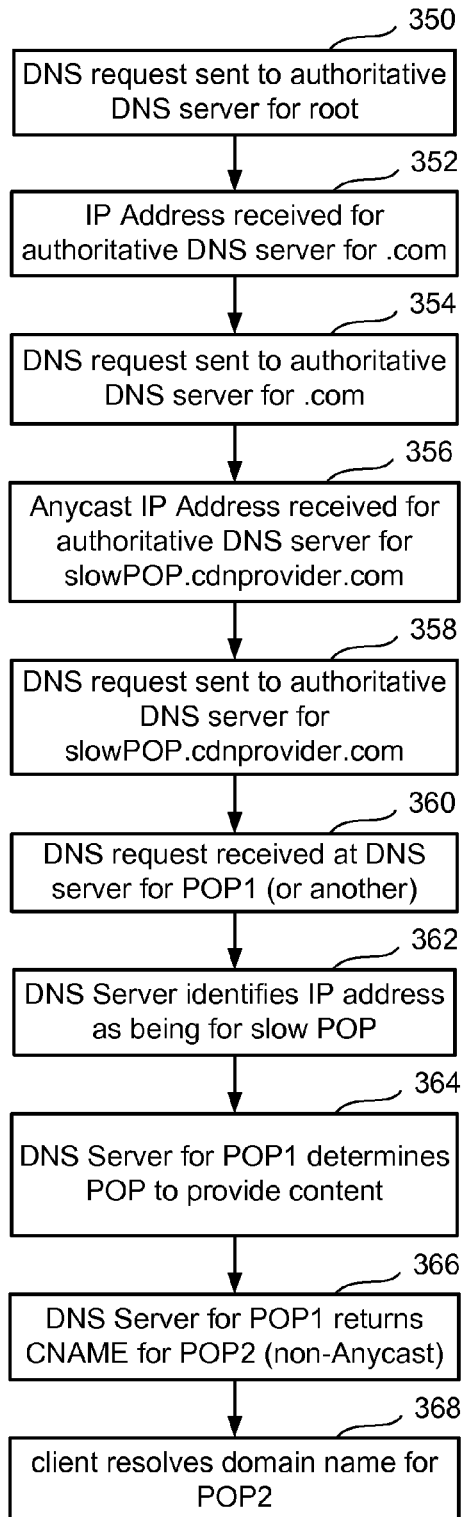 350
DNS request sent to authoritative
DNS server for root
352
IP Address received for
authoritative DNS server for .com
354
DNS request sent to authoritative
DNS server for .com
356
Anycast IP Address received for
authoritative DNS server for
slowPOP.cdnprovider.com
358
DNS request sent to authoritative
DNS server for
slowPOP.cdnprovider.com
360
DNS request received at DNS
server for POP1 (or another)
362
DNS Server identifies IP address
as being for slow POP
364
DNS Server for POP1 determines
POP to provide content
366
DNS Server for POP1 returns
CNAME for POP2 (non-Anycast)
368
client resolves domain name for
POP2